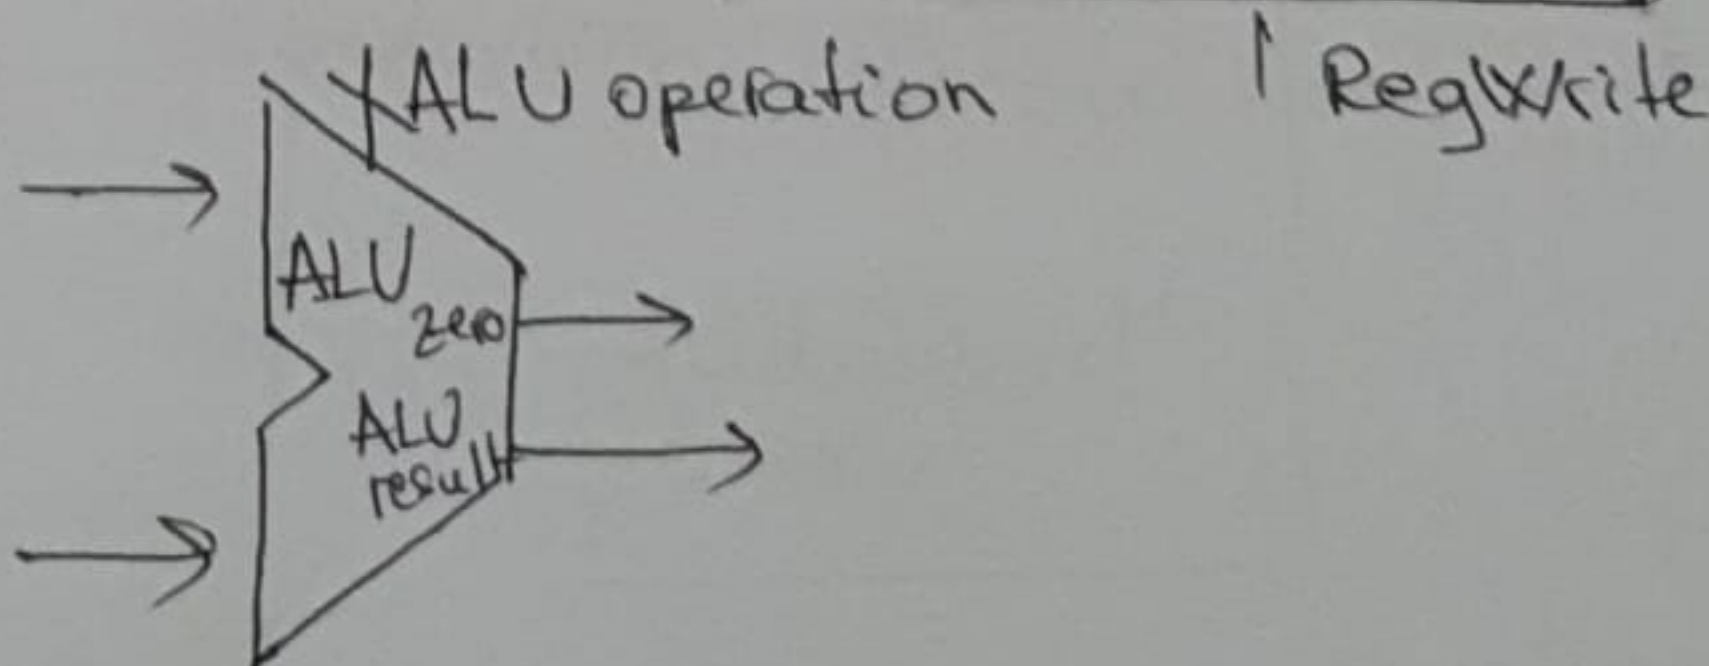 ALU operation
RegWrite
ALU
zero
ALU
result